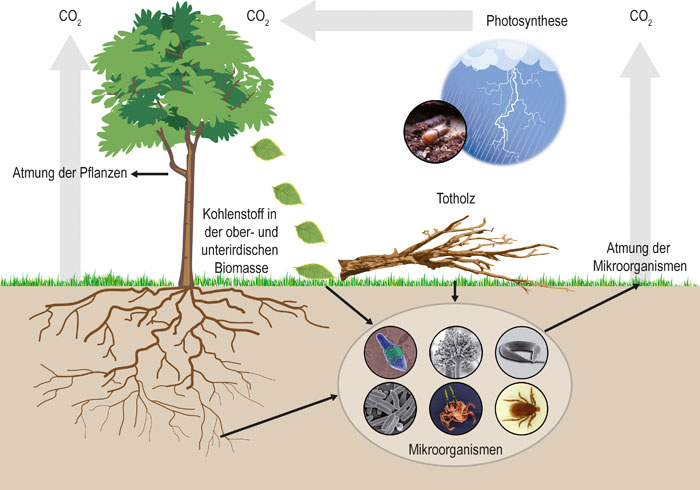 CO₂
CO₂
Photosynthese
CO₂
Atmung der Pflanzen
Kohlenstoff in
der ober- und
unterirdischen
Biomasse
Totholz
Atmung der
Mikroorganismen
Mikroorganismen